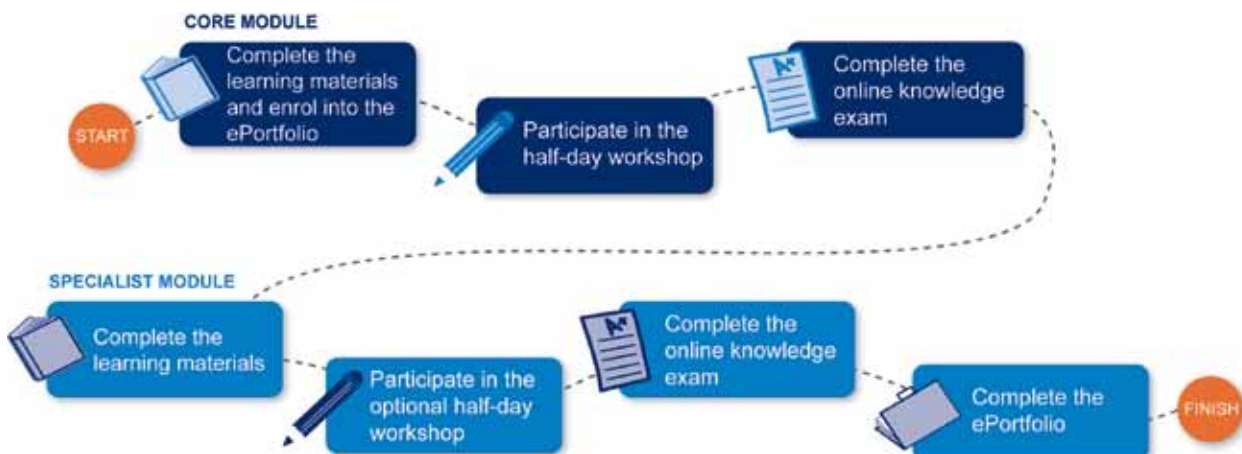 CORE MODULE
START
Complete the
learning materials
and enrol into the
ePortfolio
Participate in the
half-day workshop
Complete the
online knowledge
exam
SPECIALIST MODULE
Complete the
learning materials
Participate in the
optional half-day
workshop
Complete the
online knowledge
exam
Complete the
ePortfolio
FINISH